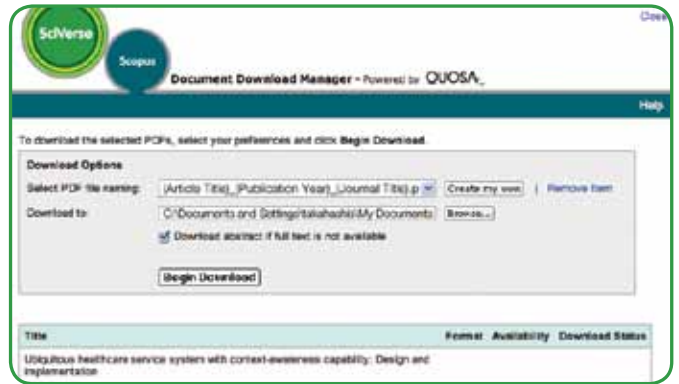 Close
SciVerse
Scopus
Document Download Manager - Powered by QUOSA
Help
To download the selected PDFs, select your preferences and click Begin Download.
Download Options
Select PDF file naming: (Article Title)_(Publication Year)_(Journal Title).p Create my own | Remove Item
Download to: C:\Documents and Settings\takahashis\My Documents Browse...
Download abstract if full text is not available
Begin Download
Title Format Availability Download Status
Ubiquitous healthcare service system with context-awareness capability: Design and
implementation